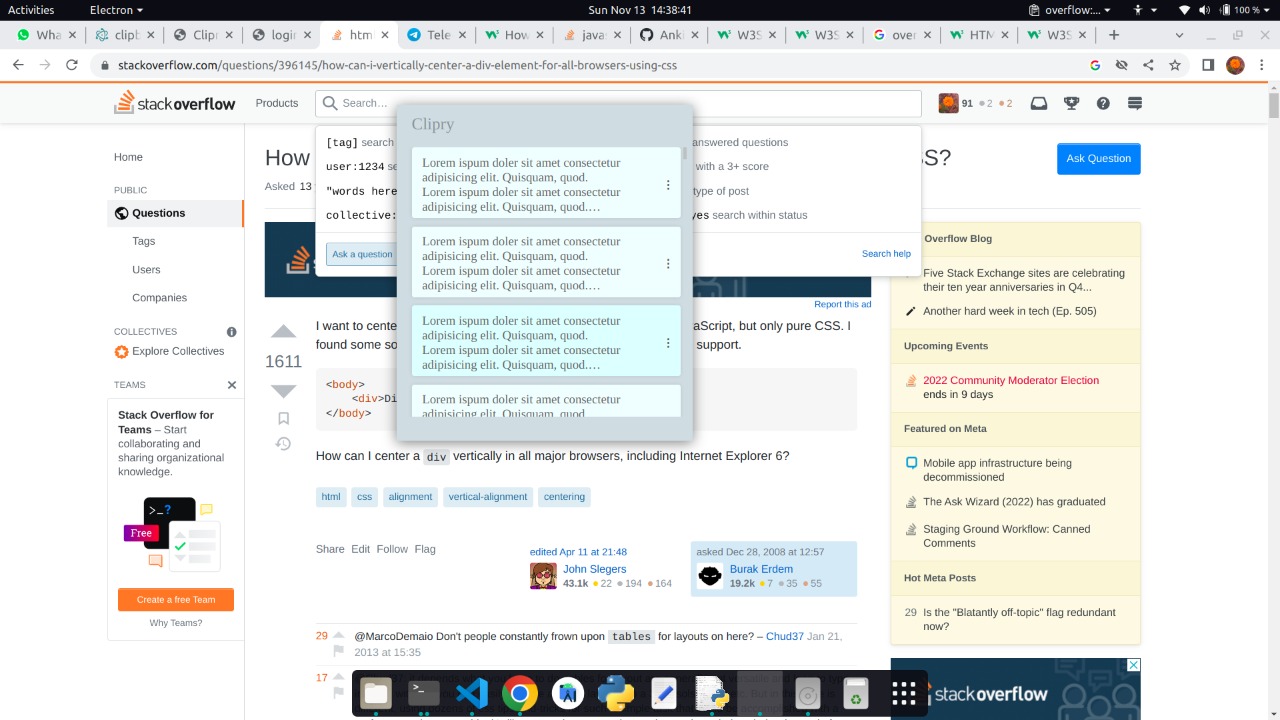 Activities
Electron
Sun Nov 13 14:38:41
overflow:...
100 %
Wha
clipb
Clipr
login
htm
Tele
How
javas
Anki
W3S
W3S
over
HTM
W3S
stackoverflow.com/questions/396145/how-can-i-vertically-center-a-div-element-for-all-browsers-using-css
stackoverflow
Products
Search…
91 2 2
Clipry
[tag] search
answered questions
user:1234 se
with a 3+ score
"words here
type of post
collective:
yes search within status
Ask a question
Search help
Lorem ispum doler sit amet consectetur
adipisicing elit. Quisquam, quod.
Lorem ispum doler sit amet consectetur
adipisicing elit. Quisquam, quod.…
Lorem ispum doler sit amet consectetur
adipisicing elit. Quisquam, quod.
Lorem ispum doler sit amet consectetur
adipisicing elit. Quisquam, quod.…
Lorem ispum doler sit amet consectetur
adipisicing elit. Quisquam, quod.
Lorem ispum doler sit amet consectetur
adipisicing elit. Quisquam, quod.…
Lorem ispum doler sit amet consectetur
adipisicing elit. Quisquam, quod.
Home
PUBLIC
Questions
Tags
Users
Companies
COLLECTIVES
Explore Collectives
TEAMS
Stack Overflow for
Teams – Start
collaborating and
sharing organizational
knowledge.
>_?
Free
Create a free Team
Why Teams?
How
S?
Ask Question
Asked 13
Report this ad
1611
I want to cente
aScript, but only pure CSS. I
found some so
support.
<body>
<div>Di
</body>
How can I center a div vertically in all major browsers, including Internet Explorer 6?
html css alignment vertical-alignment centering
Share Edit Follow Flag
edited Apr 11 at 21:48
John Slegers
43.1k 22 194 164
asked Dec 28, 2008 at 12:57
Burak Erdem
19.2k 7 35 55
29
@MarcoDemaio Don't people constantly frown upon tables for layouts on here? – Chud37 Jan 21,
2013 at 15:35
17
Overflow Blog
Five Stack Exchange sites are celebrating
their ten year anniversaries in Q4...
Another hard week in tech (Ep. 505)
Upcoming Events
2022 Community Moderator Election
ends in 9 days
Featured on Meta
Mobile app infrastructure being
decommissioned
The Ask Wizard (2022) has graduated
Staging Ground Workflow: Canned
Comments
Hot Meta Posts
29 Is the "Blatantly off-topic" flag redundant
now?
stackoverflow